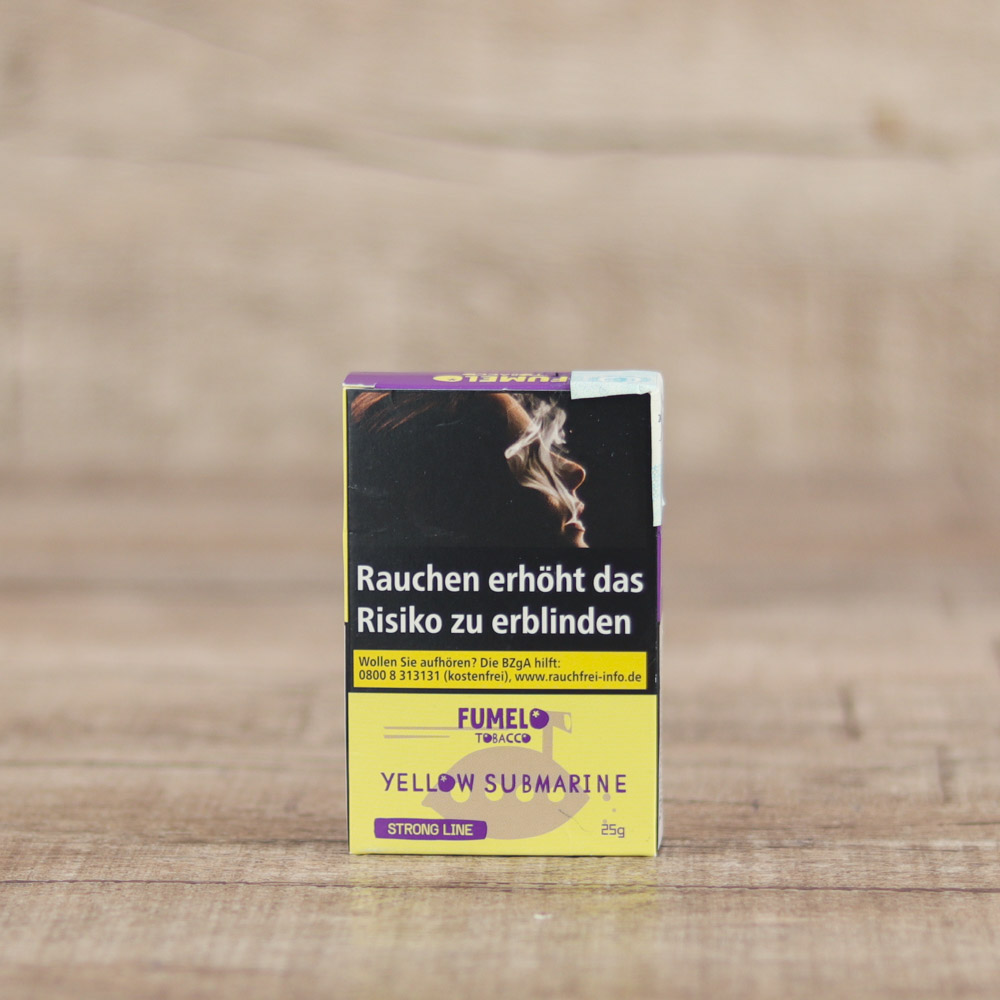 FUMELO
Rauchen erhöht das
Risiko zu erblinden
Wollen Sie aufhören? Die BZgA hilft:
0800 8 313131 (kostenfrei), www.rauchfrei-info.de
FUMELO
TOBACCO
YELLOW SUBMARINE
STRONG LINE
25g